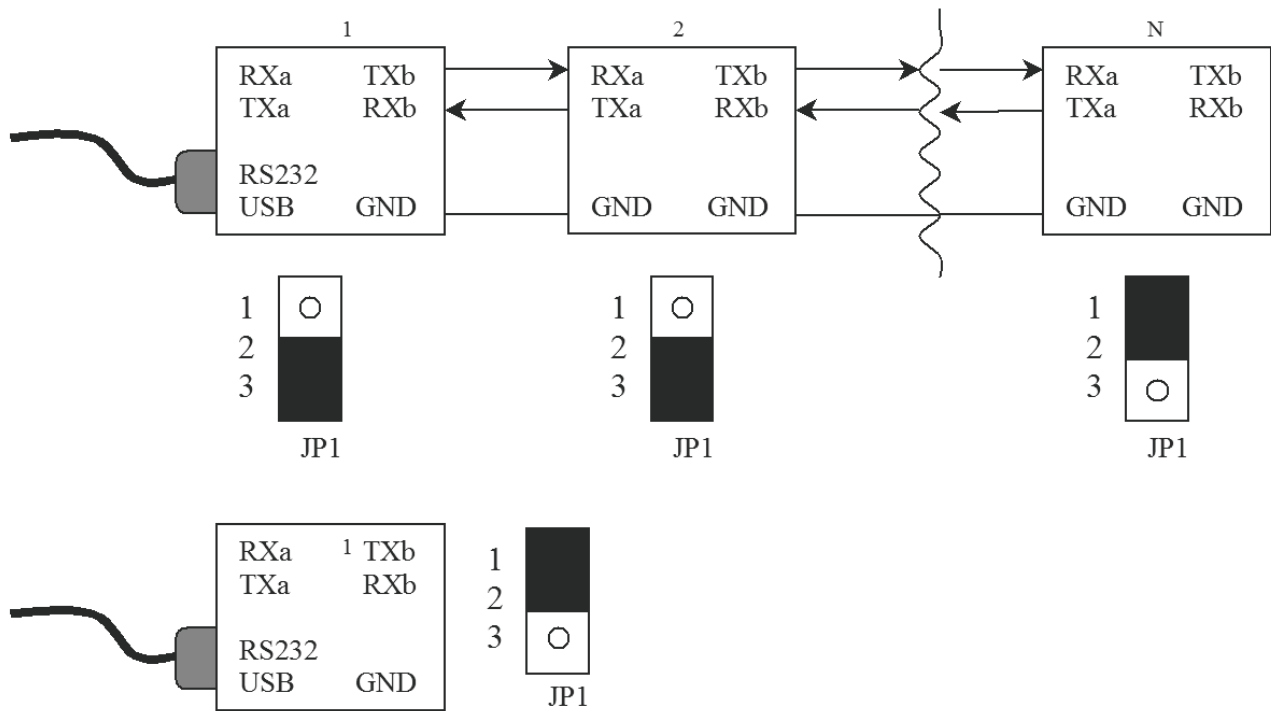 1 2 N
RXa TXb RXa TXb RXa TXb
TXa RXb TXa RXb TXa RXb
RS232
USB GND GND GND GND GND
1 1 1
2 2 2
3 3 3
JP1 JP1 JP1
RXa 1 TXb
TXa RXb
RS232
USB GND
1
2
3
JP1